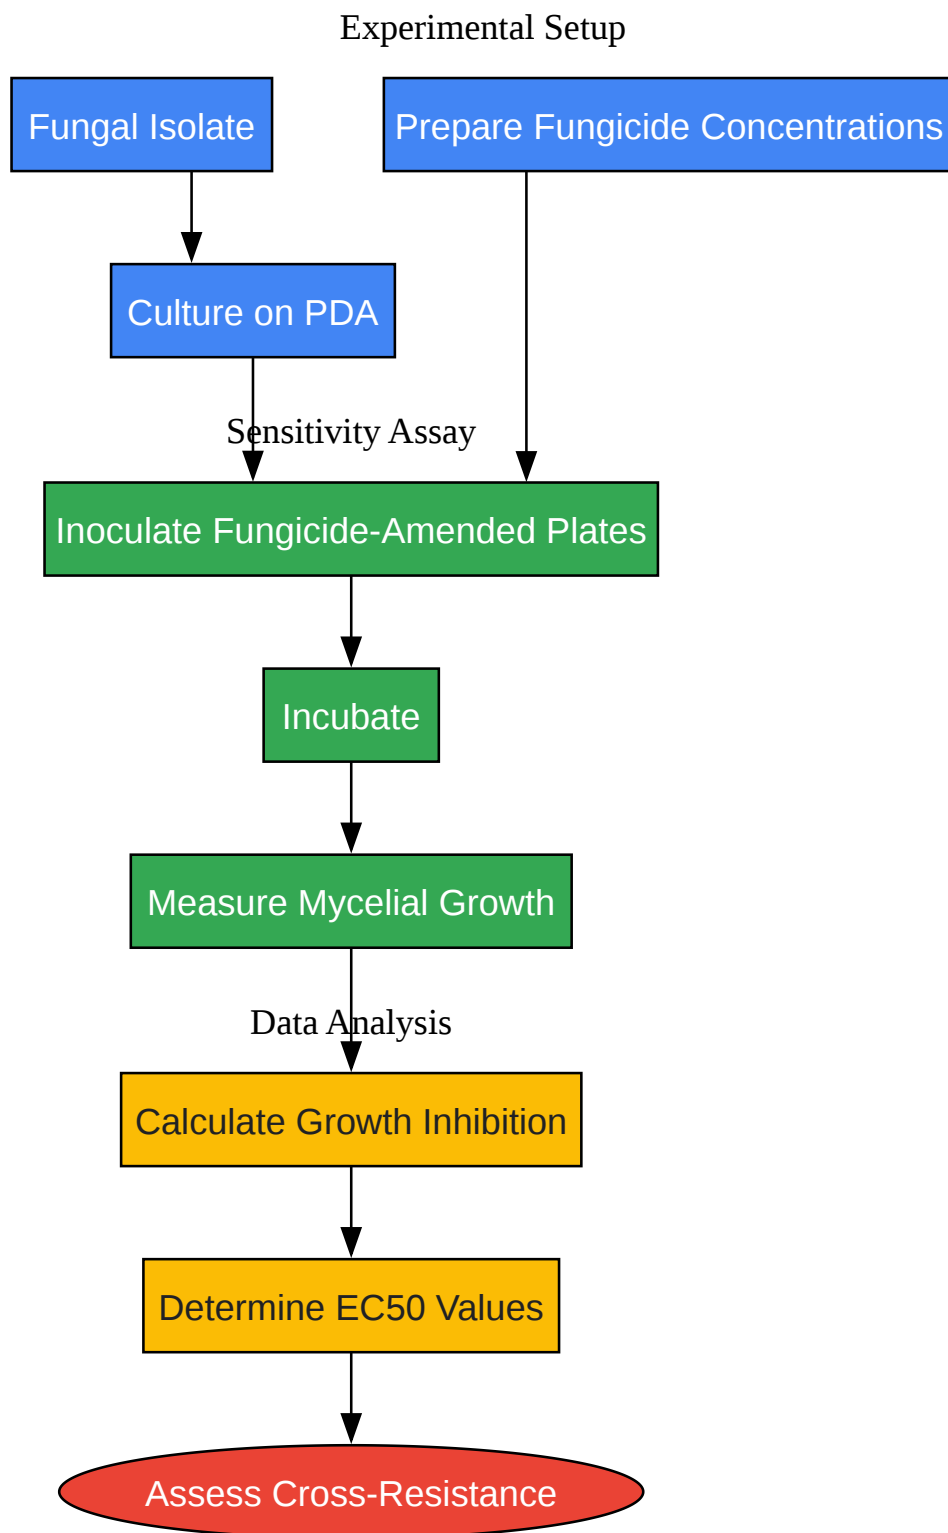 Experimental Setup
Fungal Isolate
Prepare Fungicide Concentrations
Culture on PDA
Sensitivity Assay
Inoculate Fungicide-Amended Plates
Incubate
Measure Mycelial Growth
Data Analysis
Calculate Growth Inhibition
Determine EC50 Values
Assess Cross-Resistance